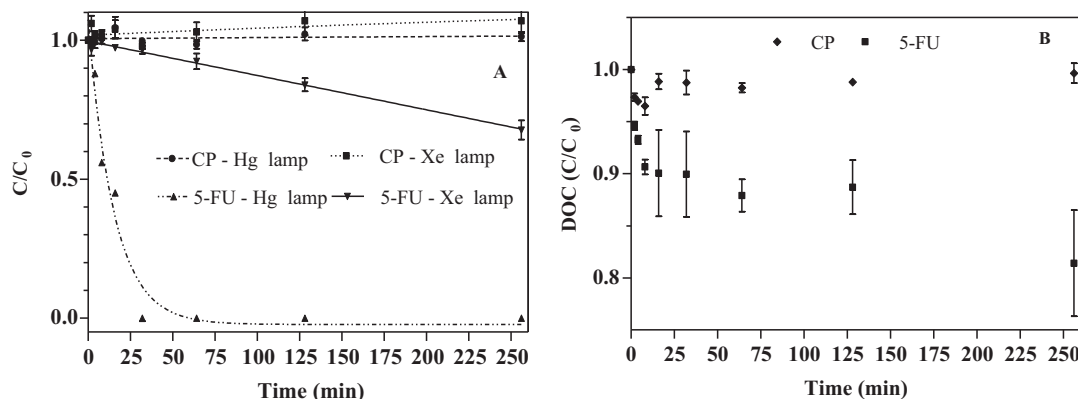 A
C/C0
1.0
0.5
0.0
CP - Hg lamp
CP - Xe lamp
5-FU - Hg lamp
5-FU - Xe lamp
0 25 50 75 100 125 150 175 200 225 250
Time (min)
B
CP
5-FU
DOC (C/C0)
1.0
0.9
0.8
0 25 50 75 100 125 150 175 200 225 250
Time (min)